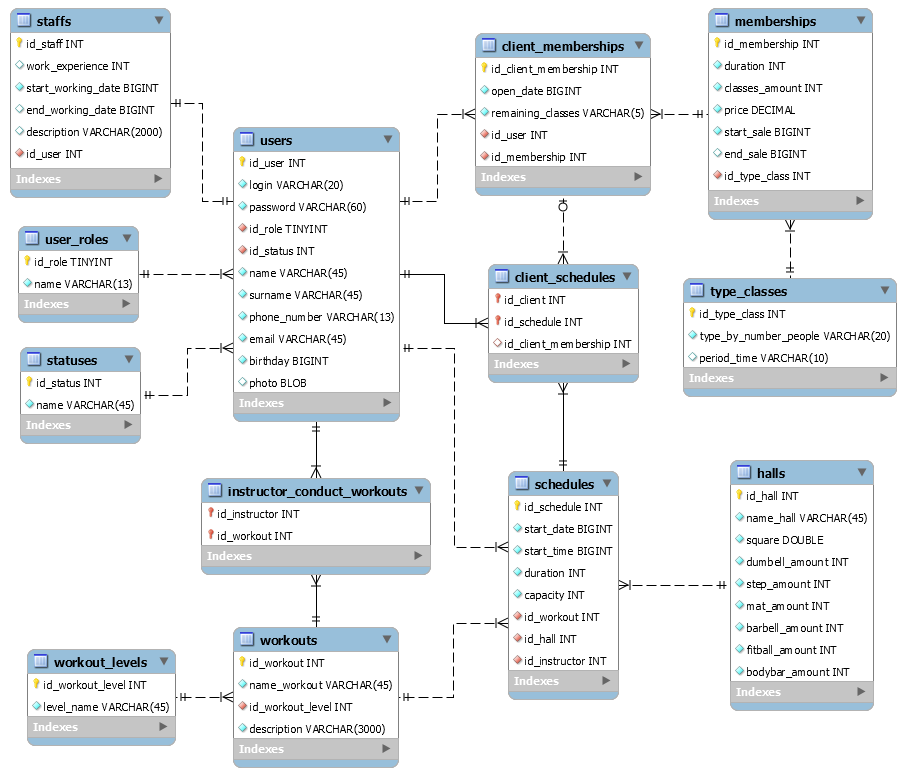 staffs
id_staff INT
work_experience INT
start_working_date BIGINT
end_working_date BIGINT
description VARCHAR(2000)
id_user INT
Indexes
user_roles
id_role TINYINT
name VARCHAR(13)
Indexes
statuses
id_status INT
name VARCHAR(45)
Indexes
users
id_user INT
login VARCHAR(20)
password VARCHAR(60)
id_role TINYINT
id_status INT
name VARCHAR(45)
surname VARCHAR(45)
phone_number VARCHAR(13)
email VARCHAR(45)
birthday BIGINT
photo BLOB
Indexes
client_memberships
id_client_membership INT
open_date BIGINT
remaining_classes VARCHAR(5)
id_user INT
id_membership INT
Indexes
memberships
id_membership INT
duration INT
classes_amount INT
price DECIMAL
start_sale BIGINT
end_sale BIGINT
id_type_class INT
Indexes
client_schedules
id_client INT
id_schedule INT
id_client_membership INT
Indexes
type_classes
id_type_class INT
type_by_number_people VARCHAR(20)
period_time VARCHAR(10)
Indexes
instructor_conduct_workouts
id_instructor INT
id_workout INT
Indexes
schedules
id_schedule INT
start_date BIGINT
start_time BIGINT
duration INT
capacity INT
id_workout INT
id_hall INT
id_instructor INT
Indexes
halls
id_hall INT
name_hall VARCHAR(45)
square DOUBLE
dumbell_amount INT
step_amount INT
mat_amount INT
barbell_amount INT
fitball_amount INT
bodybar_amount INT
Indexes
workout_levels
id_workout_level INT
level_name VARCHAR(45)
Indexes
workouts
id_workout INT
name_workout VARCHAR(45)
id_workout_level INT
description VARCHAR(3000)
Indexes